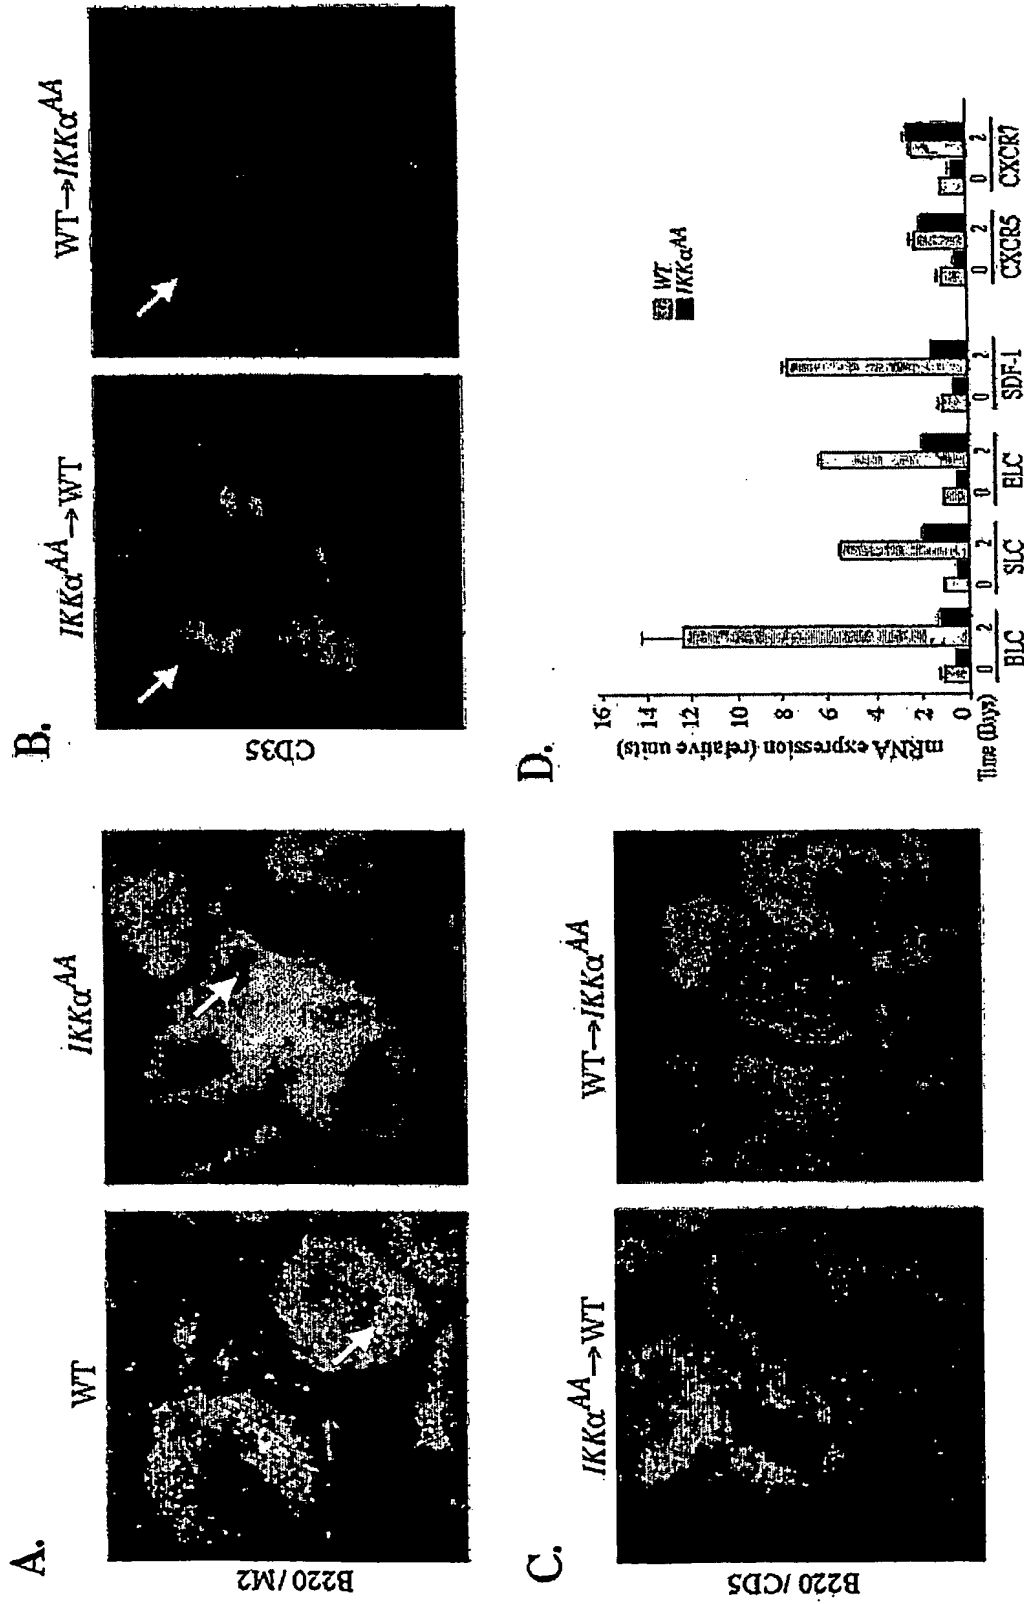 A.
WT
IKKα^AA
B220 / M2
B.
IKKα^AA→WT
WT→IKKα^AA
CD35
C.
IKKα^AA→WT
WT→IKKα^AA
B220 / CD5
D.
mRNA expression (relative units)
16
14
12
10
8
6
4
2
0
WT
IKKα^AA
Time (Days)
0 2 0 2 0 2 0 2 0 2 0 2
BLC SLC BLC SDF-1 CXCR5 CXCR7